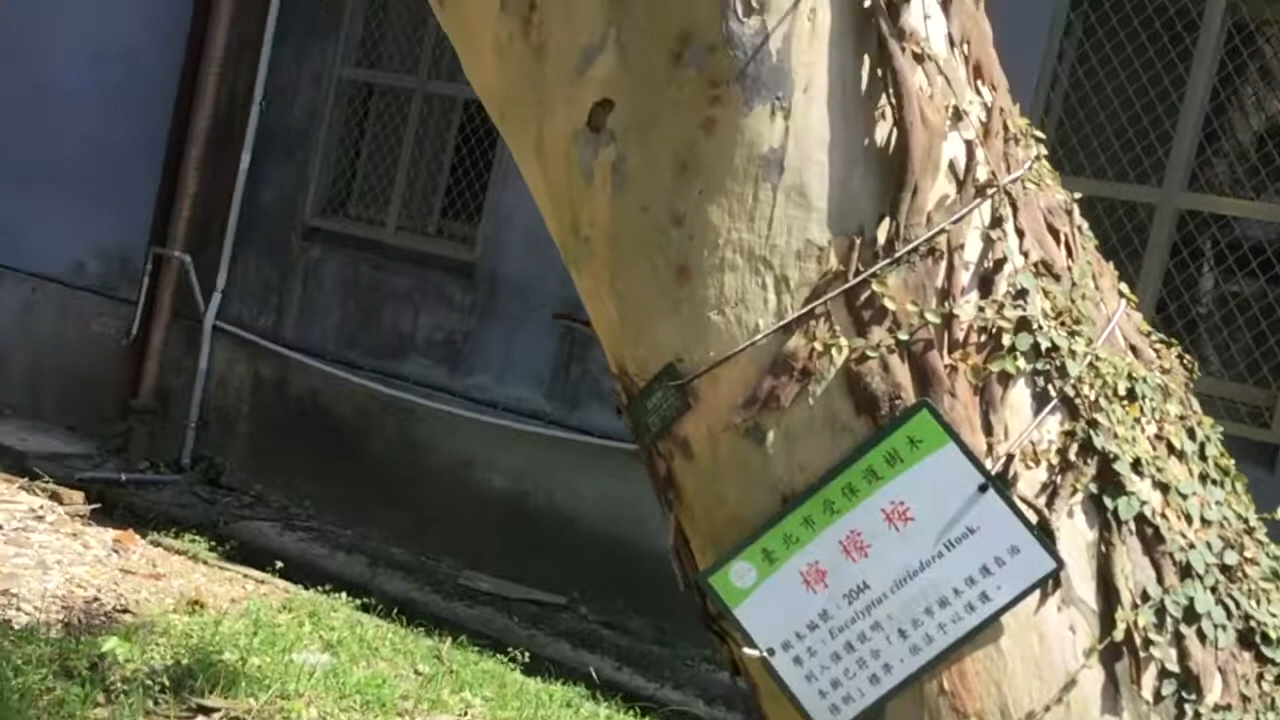 臺北市受保護樹木
檸檬桉
樹木編號：2044
學名：Eucalyptus citriodora Hook.
列入保護說明：
本樹已符合「臺北市樹木保護自治
條例」標準，依法予以保護。